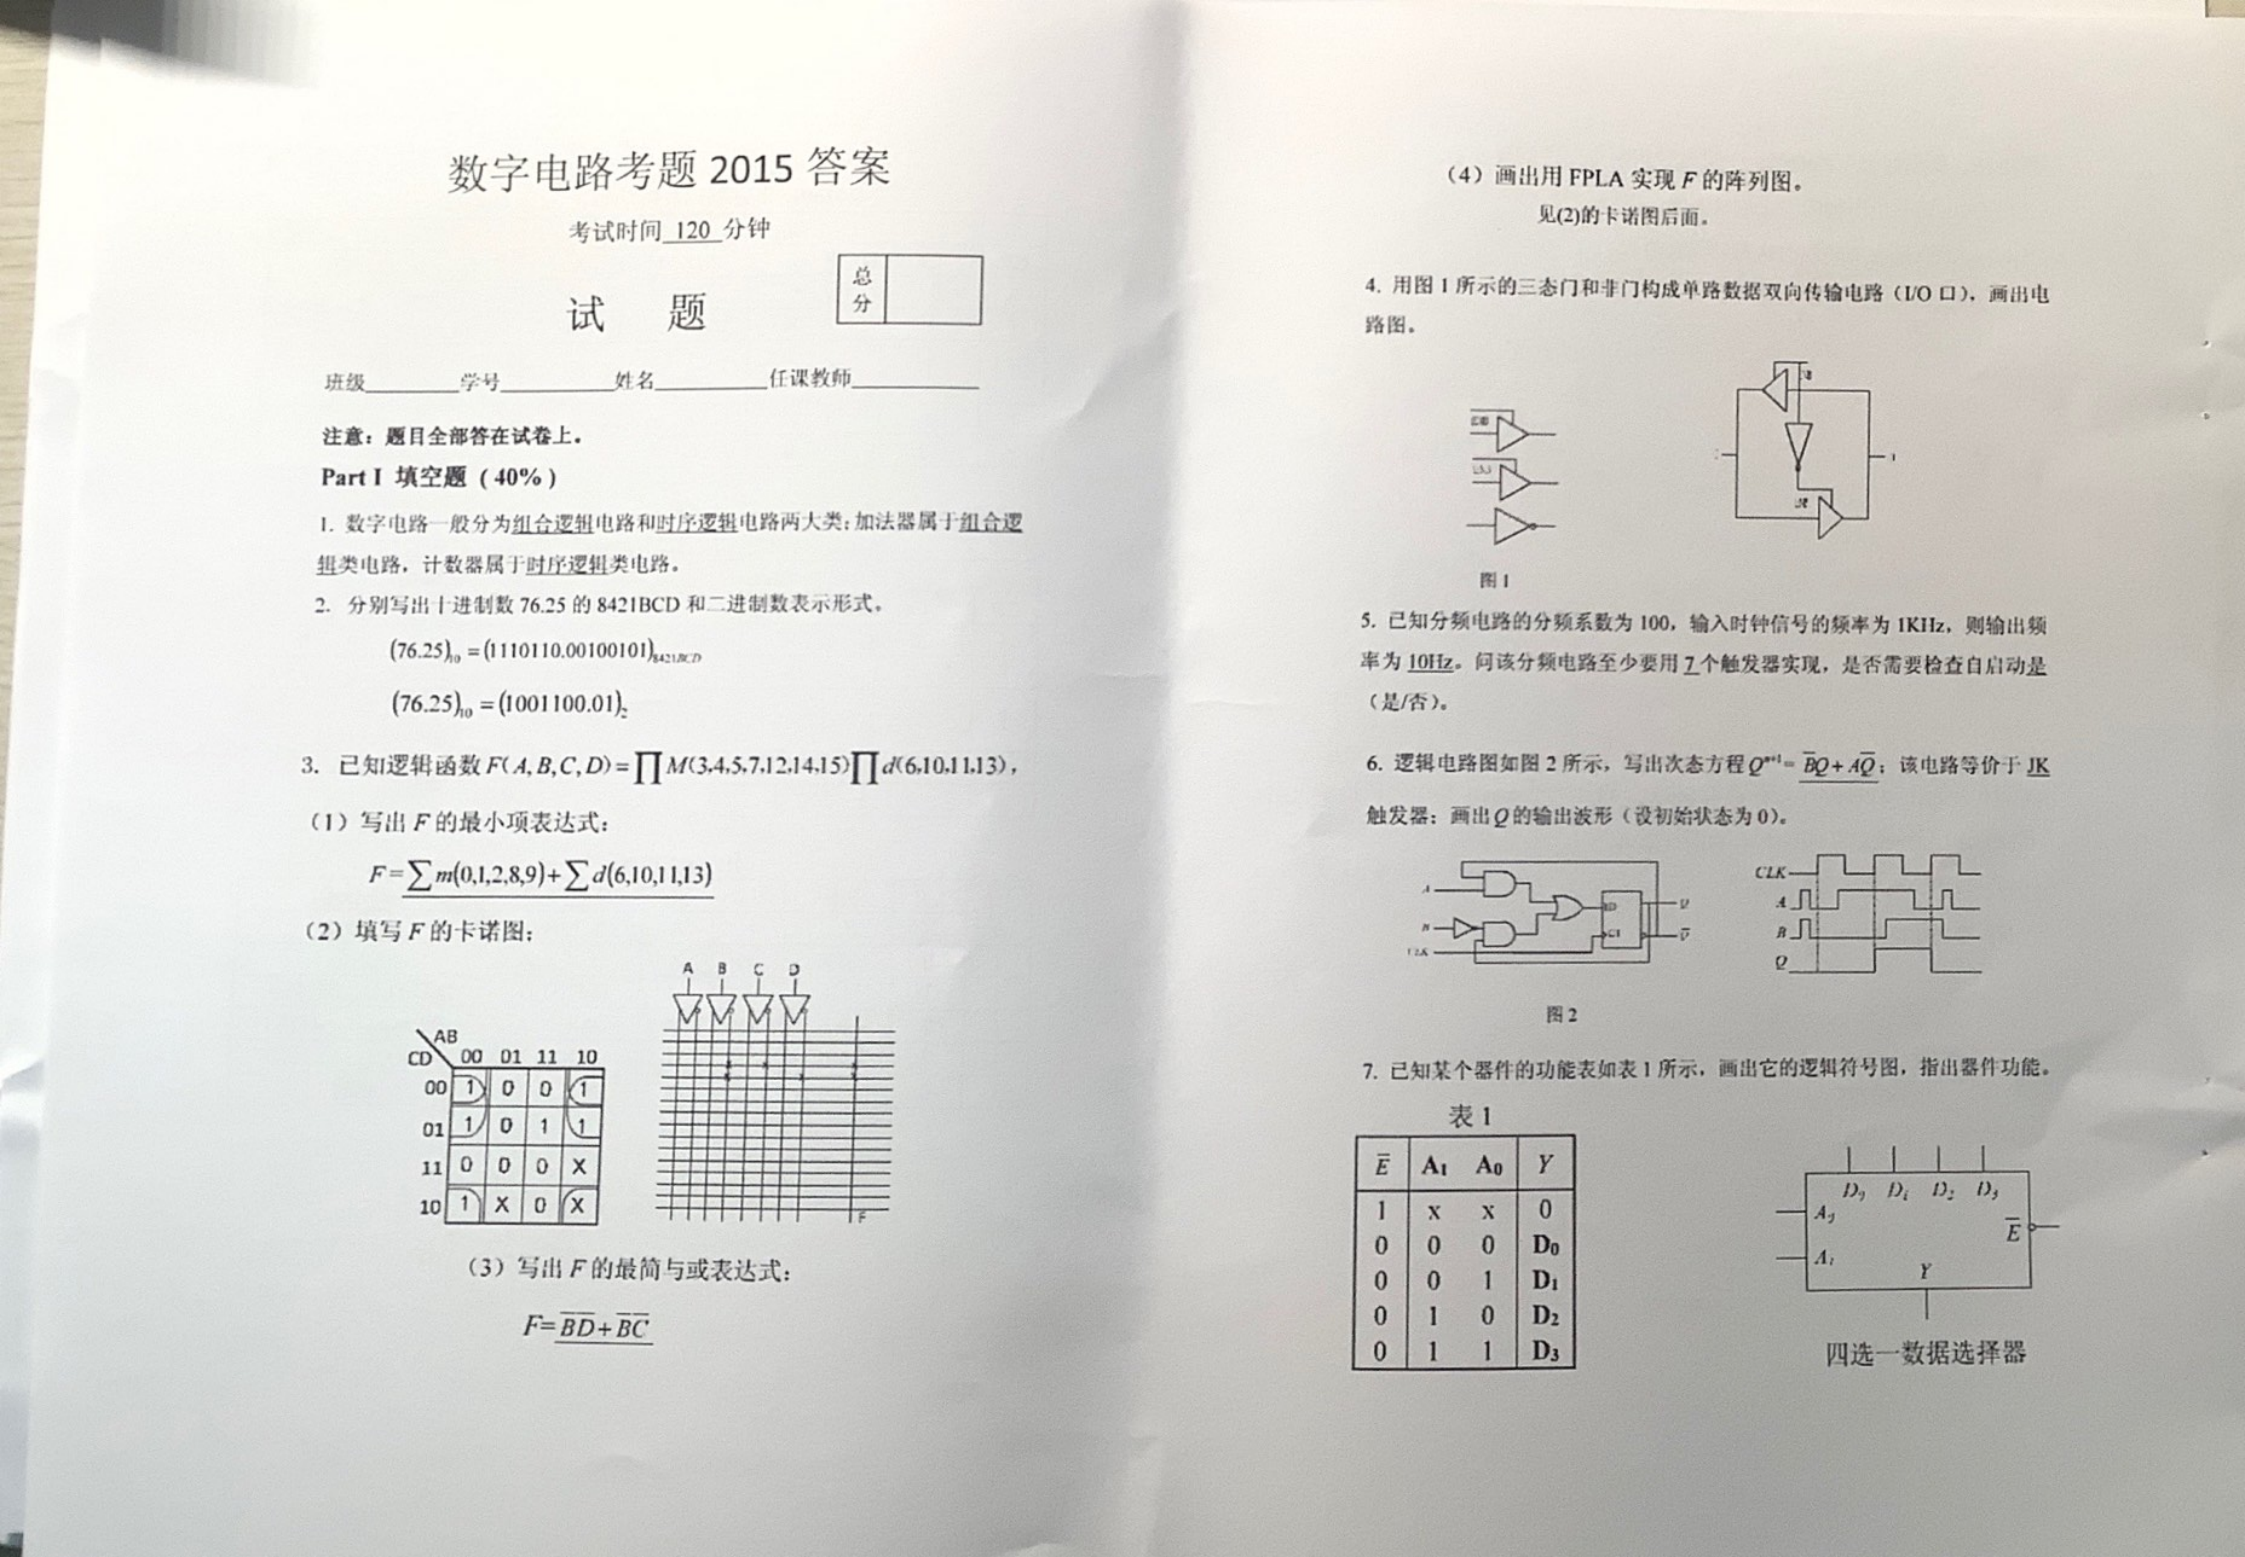 数字电路考题 2015 答案
考试时间 120 分钟
总分
试 题
班级________学号________姓名________任课教师________
注意：题目全部答在试卷上。
Part I 填空题（40%）
1. 数字电路一般分为组合逻辑电路和时序逻辑电路两大类；加法器属于组合逻
辑类电路，计数器属于时序逻辑类电路。
2. 分别写出十进制数 76.25 的 8421BCD 和二进制数表示形式。
(76.25)₁₀ = (1110110.00100101)8421BCD
(76.25)₁₀ = (1001100.01)₂
3. 已知逻辑函数 F(A,B,C,D)=∏M(3,4,5,7,12,14,15)∏d(6,10,11,13)，
（1）写出 F 的最小项表达式：
F=∑m(0,1,2,8,9)+∑d(6,10,11,13)
（2）填写 F 的卡诺图：
A B C D
AB
CD 00 01 11 10
00 1 0 0 1
01 1 0 1 1
11 0 0 0 X
10 1 X 0 X
F
（3）写出 F 的最简与或表达式：
F=B̅D̅+B̅C̅
（4）画出用 FPLA 实现 F 的阵列图。
见(2)的卡诺图后面。
4. 用图 1 所示的三态门和非门构成单路数据双向传输电路（I/O 口），画出电
路图。
图 1
5. 已知分频电路的分频系数为 100，输入时钟信号的频率为 1KHz，则输出频
率为 10Hz。问该分频电路至少要用 7 个触发器实现，是否需要检查自启动是
（是/否）。
6. 逻辑电路图如图 2 所示，写出次态方程 Qⁿ⁺¹= B̅Q+AQ̅；该电路等价于 JK
触发器；画出 Q 的输出波形（设初始状态为 0）。
A
B
CLK
C1
CLK
A
B
Q
图 2
7. 已知某个器件的功能表如表 1 所示，画出它的逻辑符号图，指出器件功能。
表 1
E̅ A₁ A₀ Y
1 x x 0
0 0 0 D₀
0 0 1 D₁
0 1 0 D₂
0 1 1 D₃
D₀ D₁ D₂ D₃
A₀
E̅
A₁
Y
四选一数据选择器